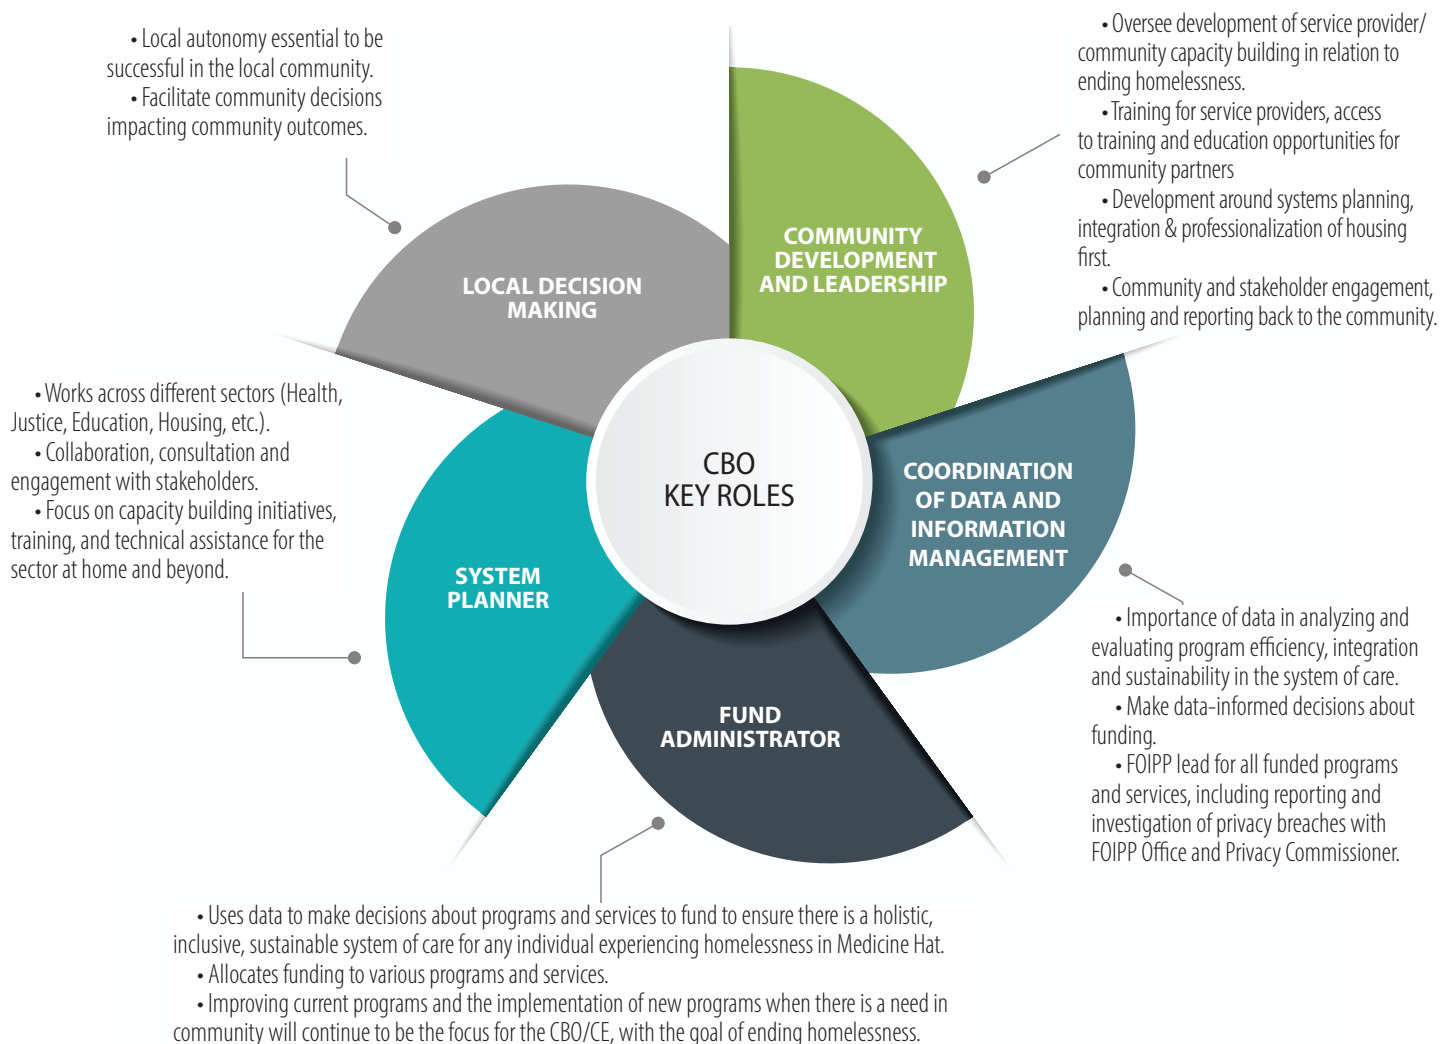 • Local autonomy essential to be
successful in the local community.
• Facilitate community decisions
impacting community outcomes.
• Oversee development of service provider/
community capacity building in relation to
ending homelessness.
• Training for service providers, access
to training and education opportunities for
community partners
• Development around systems planning,
integration & professionalization of housing
first.
• Community and stakeholder engagement,
planning and reporting back to the community.
COMMUNITY
DEVELOPMENT
AND LEADERSHIP
LOCAL DECISION
MAKING
• Works across different sectors (Health,
Justice, Education, Housing, etc.).
• Collaboration, consultation and
engagement with stakeholders.
• Focus on capacity building initiatives,
training, and technical assistance for the
sector at home and beyond.
CBO
KEY ROLES
COORDINATION
OF DATA AND
INFORMATION
MANAGEMENT
SYSTEM
PLANNER
• Importance of data in analyzing and
evaluating program efficiency, integration
and sustainability in the system of care.
• Make data-informed decisions about
funding.
• FOIPP lead for all funded programs
and services, including reporting and
investigation of privacy breaches with
FOIPP Office and Privacy Commissioner.
FUND
ADMINISTRATOR
• Uses data to make decisions about programs and services to fund to ensure there is a holistic,
inclusive, sustainable system of care for any individual experiencing homelessness in Medicine Hat.
• Allocates funding to various programs and services.
• Improving current programs and the implementation of new programs when there is a need in
community will continue to be the focus for the CBO/CE, with the goal of ending homelessness.